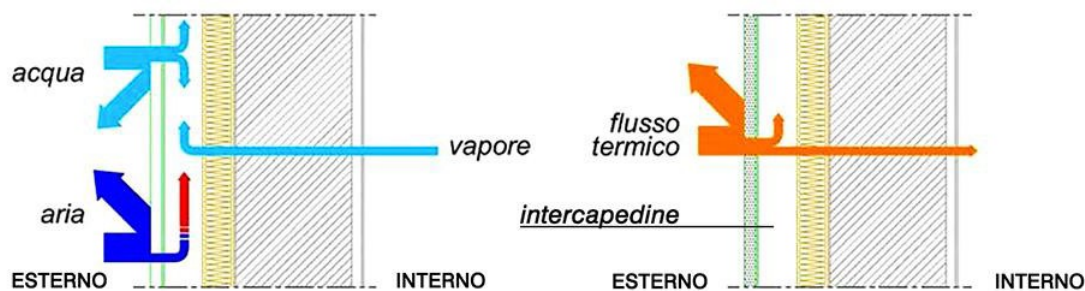 acqua
vapore
aria
ESTERNO
INTERNO
flusso
termico
intercapedine
ESTERNO
INTERNO